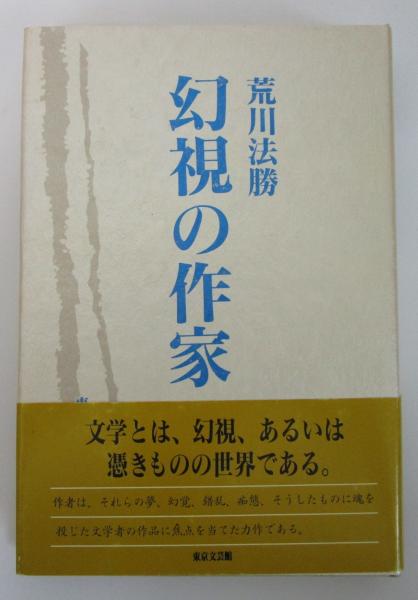 荒川法勝
幻視の作家
文学とは、幻視、あるいは
憑きものの世界である。
作者は、それらの夢、幻覚、錯乱、痴態、そうしたものに魂を
投じた文学者の作品に焦点を当てた力作である。
東京文芸館